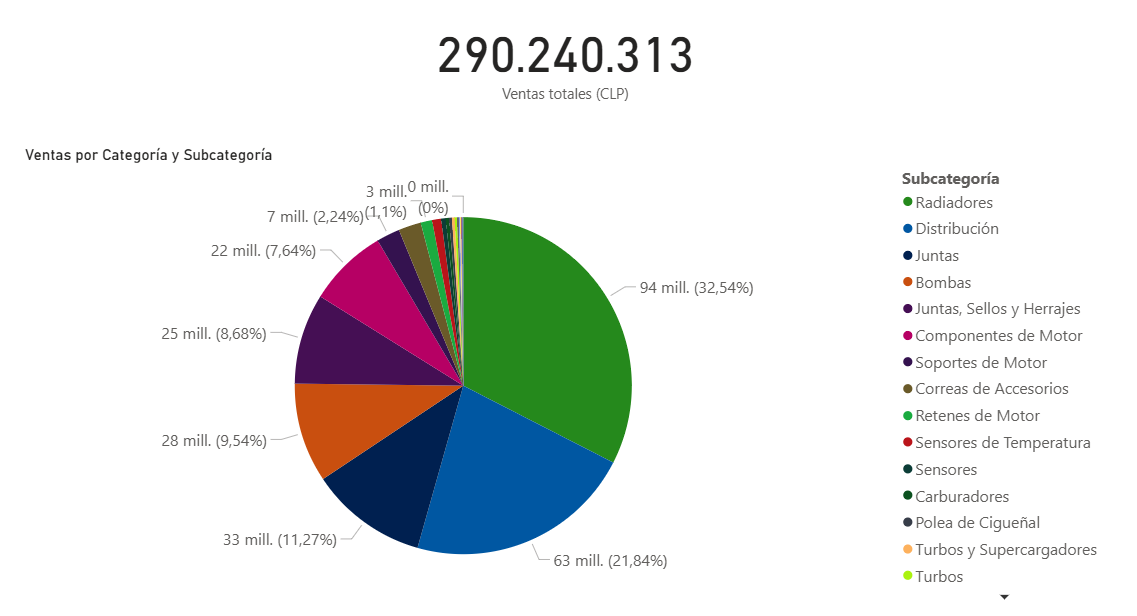 290.240.313
Ventas totales (CLP)
Ventas por Categoría y Subcategoría
3 mill.
(1,1%)
0 mill.
(0%)
7 mill. (2,24%)
22 mill. (7,64%)
25 mill. (8,68%)
28 mill. (9,54%)
33 mill. (11,27%)
94 mill. (32,54%)
63 mill. (21,84%)
Subcategoría
Radiadores
Distribución
Juntas
Bombas
Juntas, Sellos y Herrajes
Componentes de Motor
Soportes de Motor
Correas de Accesorios
Retenes de Motor
Sensores de Temperatura
Sensores
Carburadores
Polea de Cigueñal
Turbos y Supercargadores
Turbos